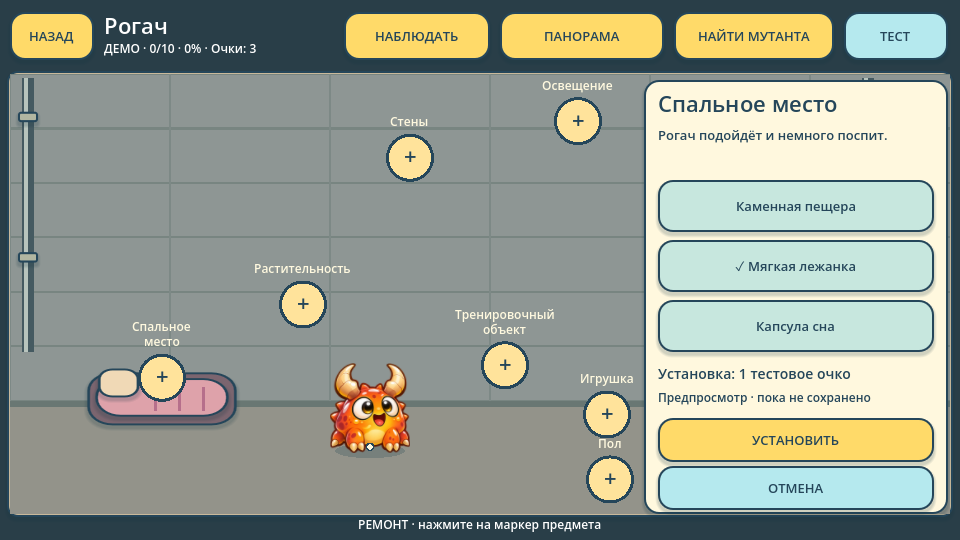 НАЗАД
Рогач
ДЕМО · 0/10 · 0% · Очки: 3
НАБЛЮДАТЬ
ПАНОРАМА
НАЙТИ МУТАНТА
ТЕСТ
Освещение
+
Стены
+
Растительность
+
Спальное
место
+
Тренировочный
объект
+
Игрушка
+
Пол
+
Спальное место
Рогач подойдёт и немного поспит.
Каменная пещера
✓ Мягкая лежанка
Капсула сна
Установка: 1 тестовое очко
Предпросмотр · пока не сохранено
УСТАНОВИТЬ
ОТМЕНА
РЕМОНТ · нажмите на маркер предмета